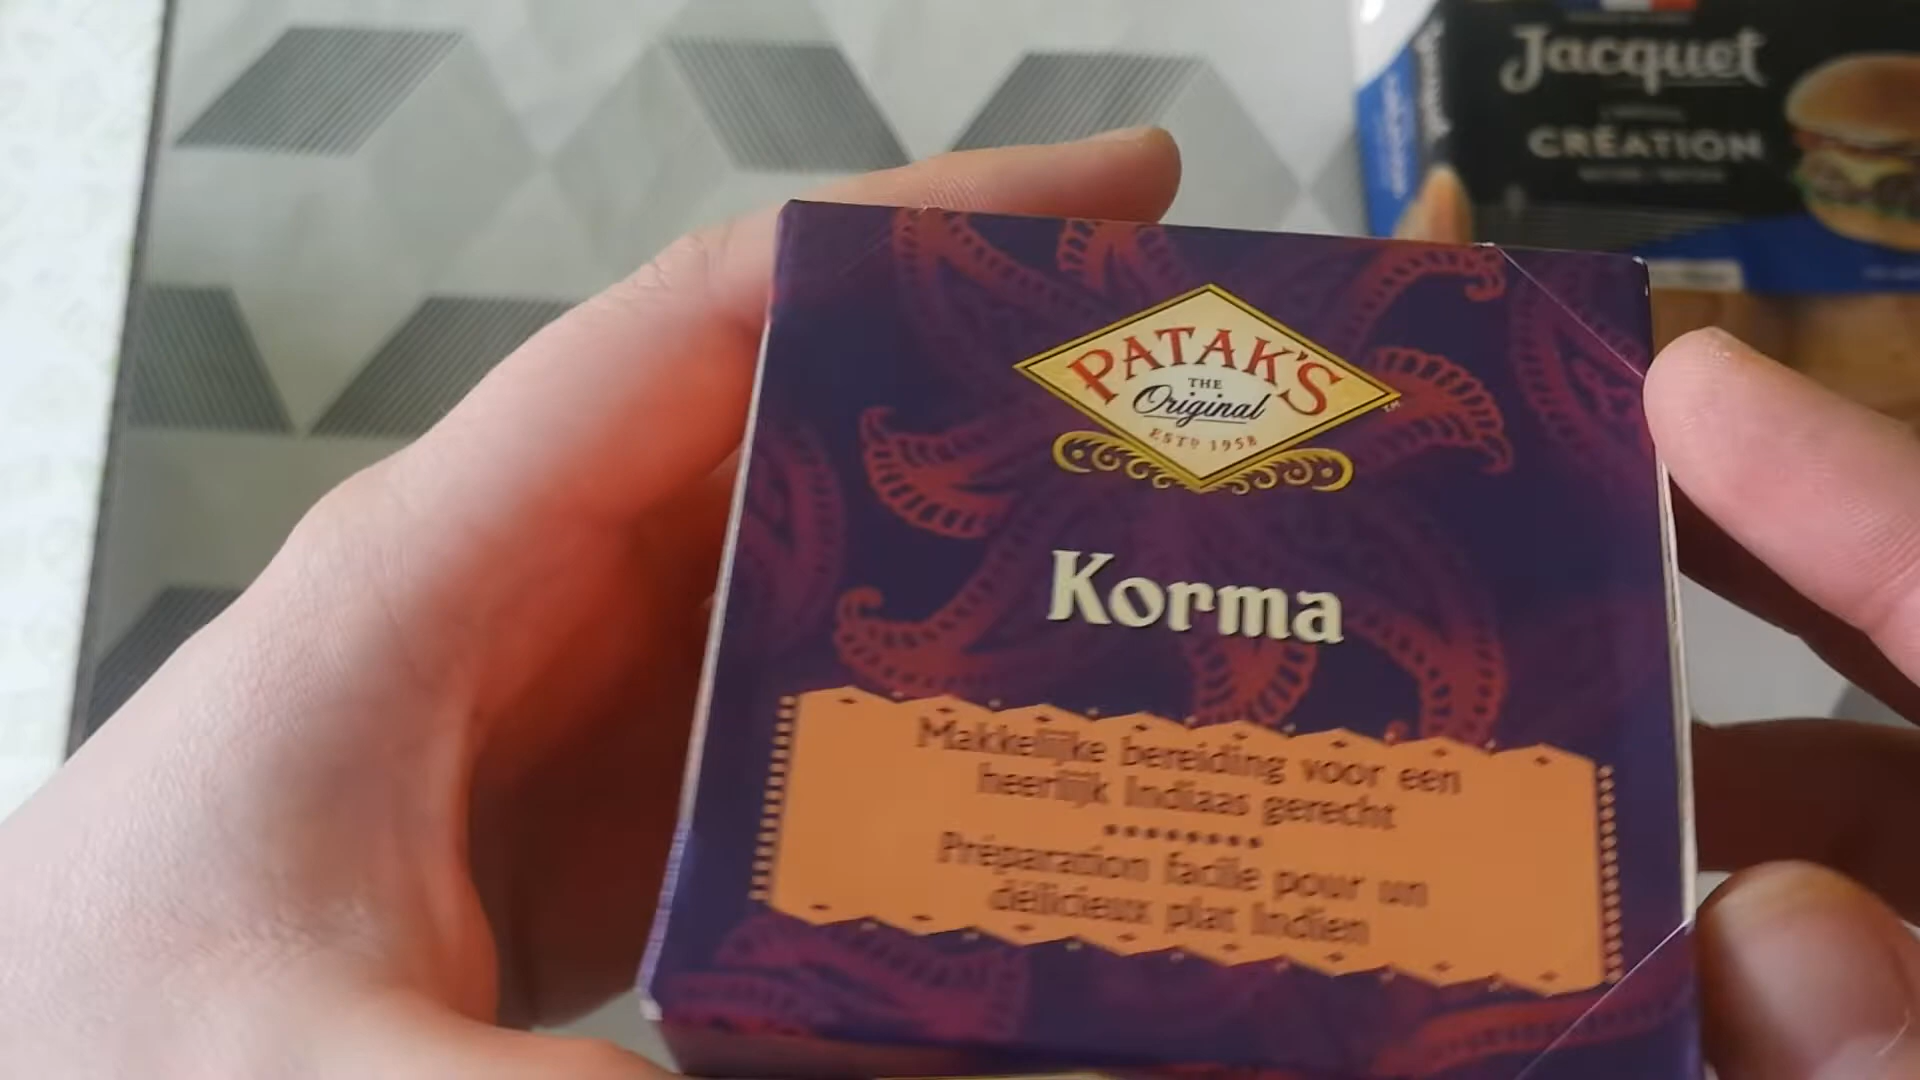 Jacquet
CRÉATION
PATAK'S
THE
Original
ESTD 1958
Korma
Makkelijke bereiding voor een
heerlijk Indiaas gerecht
Préparation facile pour un
délicieux plat Indien